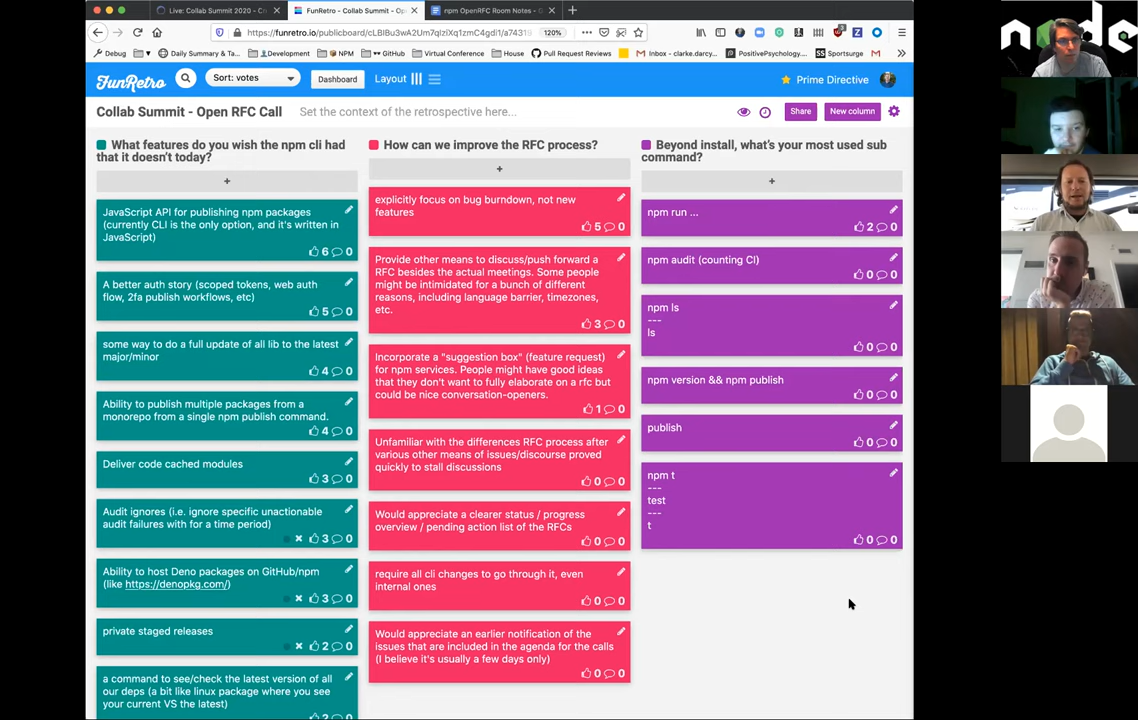 Live: Collab Summit 2020 - Cr
FunRetro - Collab Summit - Op
npm OpenRFC Room Notes - G
https://funretro.io/publicboard/cLBIBu3wA2Um7qiziXq1zmC4gdi1/a7431
120%
Debug
Daily Summary & Ta
Development
NPM
GitHub
Virtual Conference
House
Pull Request Reviews
Inbox - clarke.darcy...
PositivePsychology....
Sportsurge
FunRetro
Sort: votes
Dashboard
Layout
Prime Directive
Collab Summit - Open RFC Call
Set the context of the retrospective here...
Share
New column
What features do you wish the npm cli had
that it doesn't today?
+
JavaScript API for publishing npm packages
(currently CLI is the only option, and it's written in
JavaScript)
6 0
A better auth story (scoped tokens, web auth
flow, 2fa publish workflows, etc)
5 0
some way to do a full update of all lib to the latest
major/minor
4 0
Ability to publish multiple packages from a
monorepo from a single npm publish command.
4 0
Deliver code cached modules
3 0
Audit ignores (i.e. ignore specific unactionable
audit failures with for a time period)
3 0
Ability to host Deno packages on GitHub/npm
(like https://denopkg.com/)
3 0
private staged releases
2 0
a command to see/check the latest version of all
our deps (a bit like linux package where you see
your current VS the latest)
2 0
How can we improve the RFC process?
+
explicitly focus on bug burndown, not new
features
5 0
Provide other means to discuss/push forward a
RFC besides the actual meetings. Some people
might be intimidated for a bunch of different
reasons, including language barrier, timezones,
etc.
3 0
Incorporate a "suggestion box" (feature request)
for npm services. People might have good ideas
that they don't want to fully elaborate on a rfc but
could be nice conversation-openers.
1 0
Unfamiliar with the differences RFC process after
various other means of issues/discourse proved
quickly to stall discussions
0 0
Would appreciate a clearer status / progress
overview / pending action list of the RFCs
0 0
require all cli changes to go through it, even
internal ones
0 0
Would appreciate an earlier notification of the
issues that are included in the agenda for the calls
(I believe it's usually a few days only)
0 0
Beyond install, what's your most used sub
command?
+
npm run ...
2 0
npm audit (counting CI)
0 0
npm ls
---
ls
0 0
npm version && npm publish
0 0
publish
0 0
npm t
---
test
---
t
0 0
node